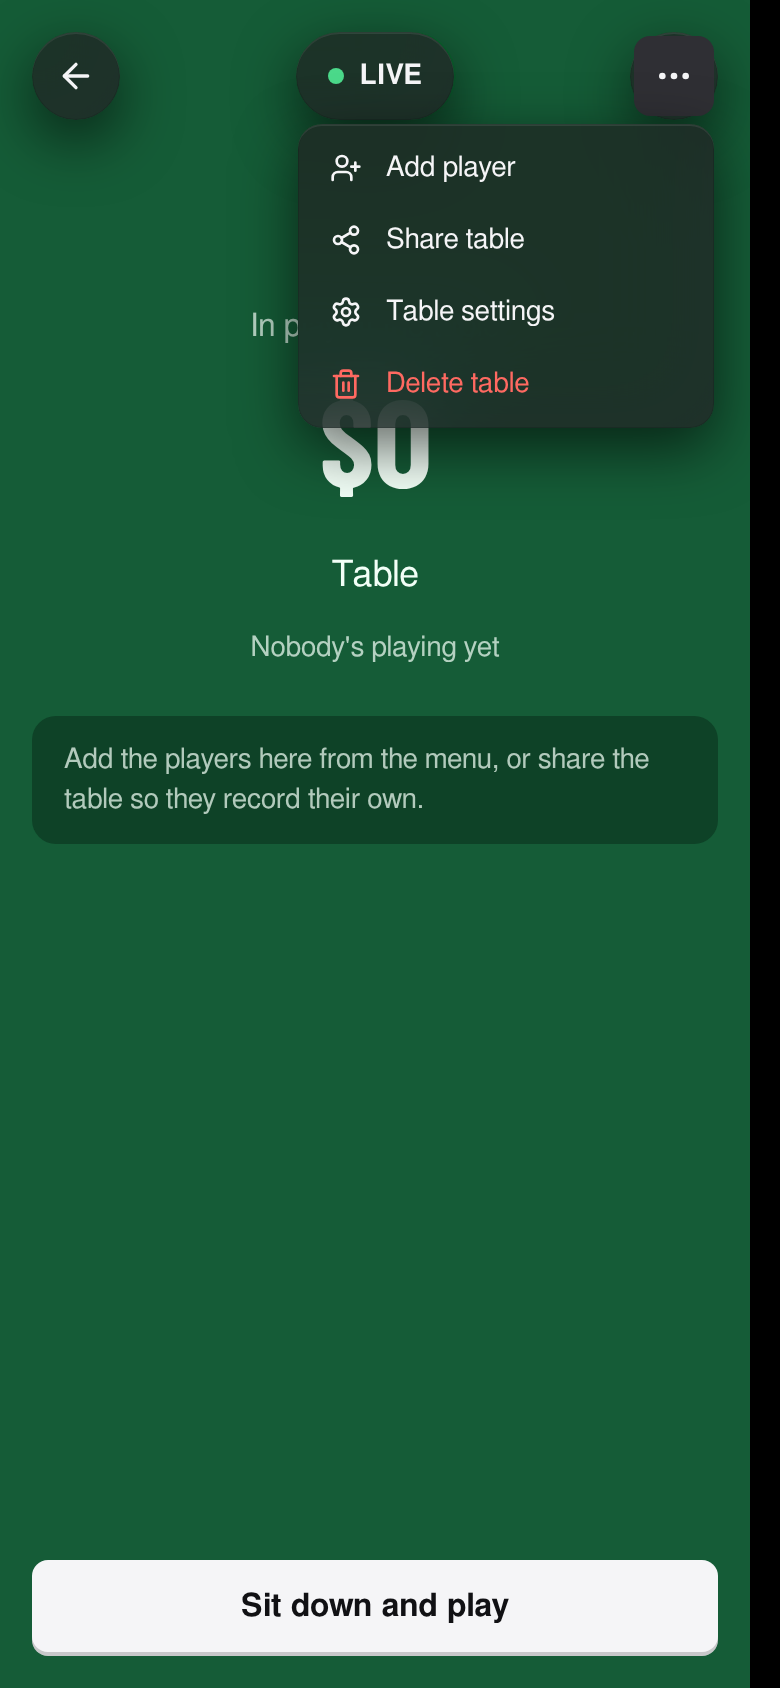 LIVE
Add player
Share table
Table settings
In p
Delete table
$0
Table
Nobody's playing yet
Add the players here from the menu, or share the
table so they record their own.
Sit down and play